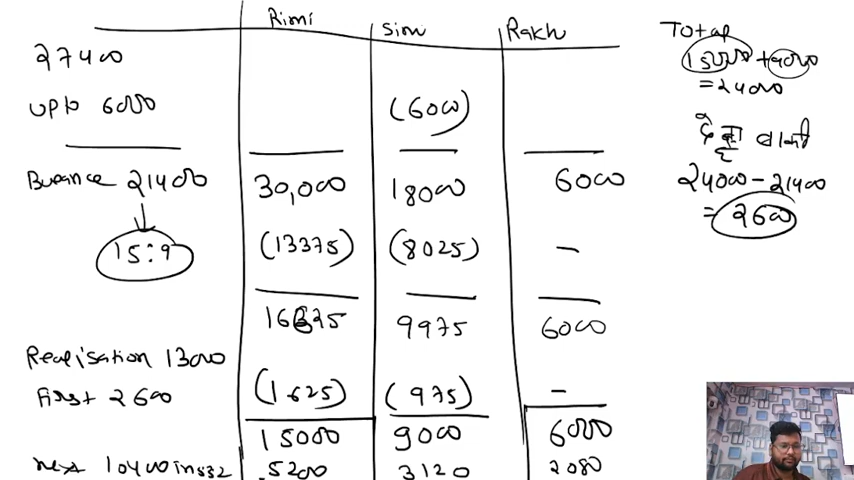 Rimi Simi Rakhi
27400
upto 6000 (6000)
Balance 21400 30,000 18000 6000
15:9 (13375) (8025) —
16625 9975 6000
Realisation 13000
First 2600 (1625) (975) —
15000 9000 6000
next 10400 in 5:3:2 5200 3120 2080
Total
15000 + 9000
= 24000
बाकी
24000 - 21400
= 2600